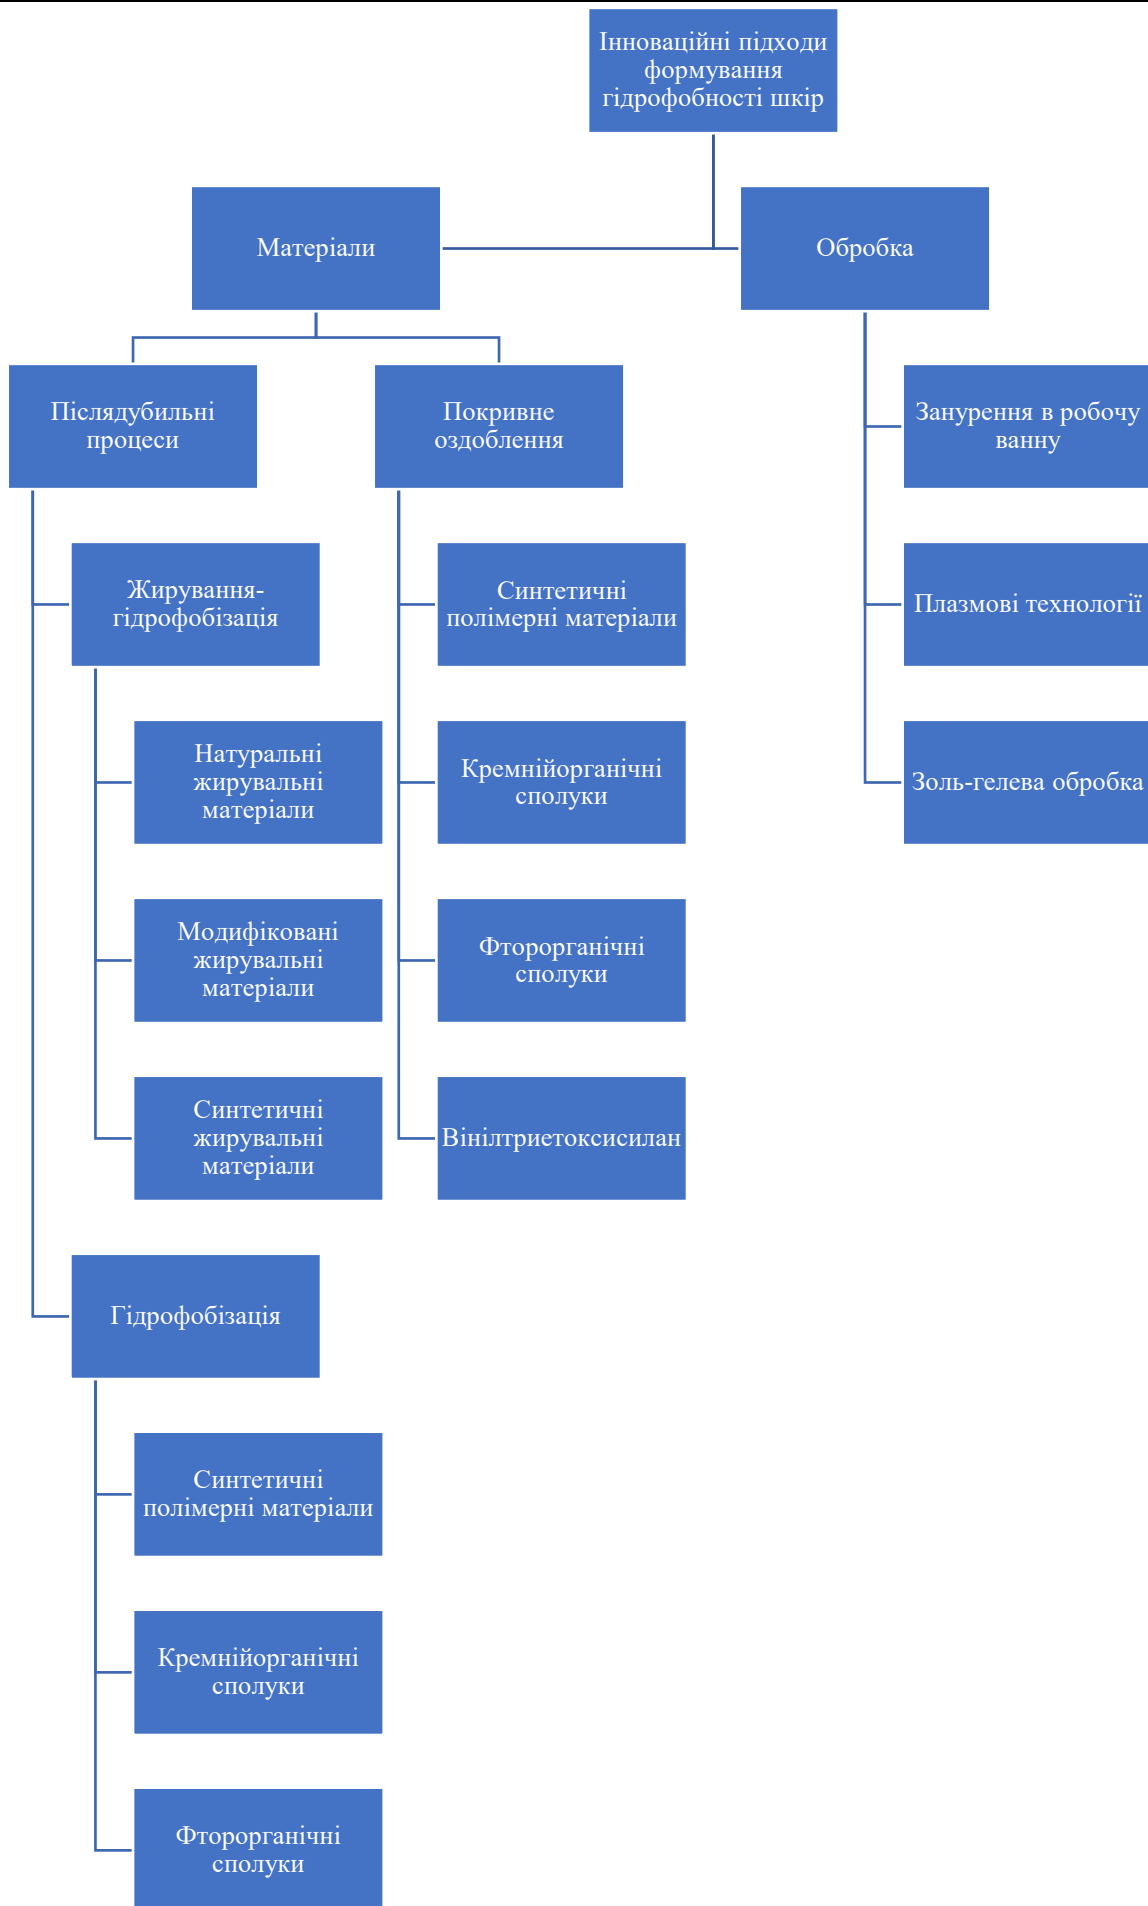 Інноваційні підходи
формування
гідрофобності шкір
Матеріали
Обробка
Післядубильні
процеси
Покривне
оздоблення
Занурення в робочу
ванну
Жирування-
гідрофобізація
Синтетичні
полімерні матеріали
Плазмові технології
Натуральні
жирувальні
матеріали
Кремнійорганічні
сполуки
Золь-гелева обробка
Модифіковані
жирувальні
матеріали
Фторорганічні
сполуки
Синтетичні
жирувальні
матеріали
Вінілтриетоксисилан
Гідрофобізація
Синтетичні
полімерні матеріали
Кремнійорганічні
сполуки
Фторорганічні
сполуки